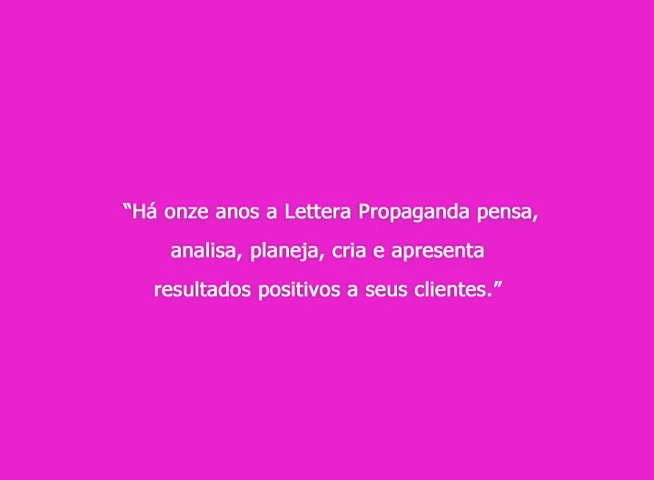 “Há onze anos a Lettera Propaganda pensa,
analisa, planeja, cria e apresenta
resultados positivos a seus clientes.”